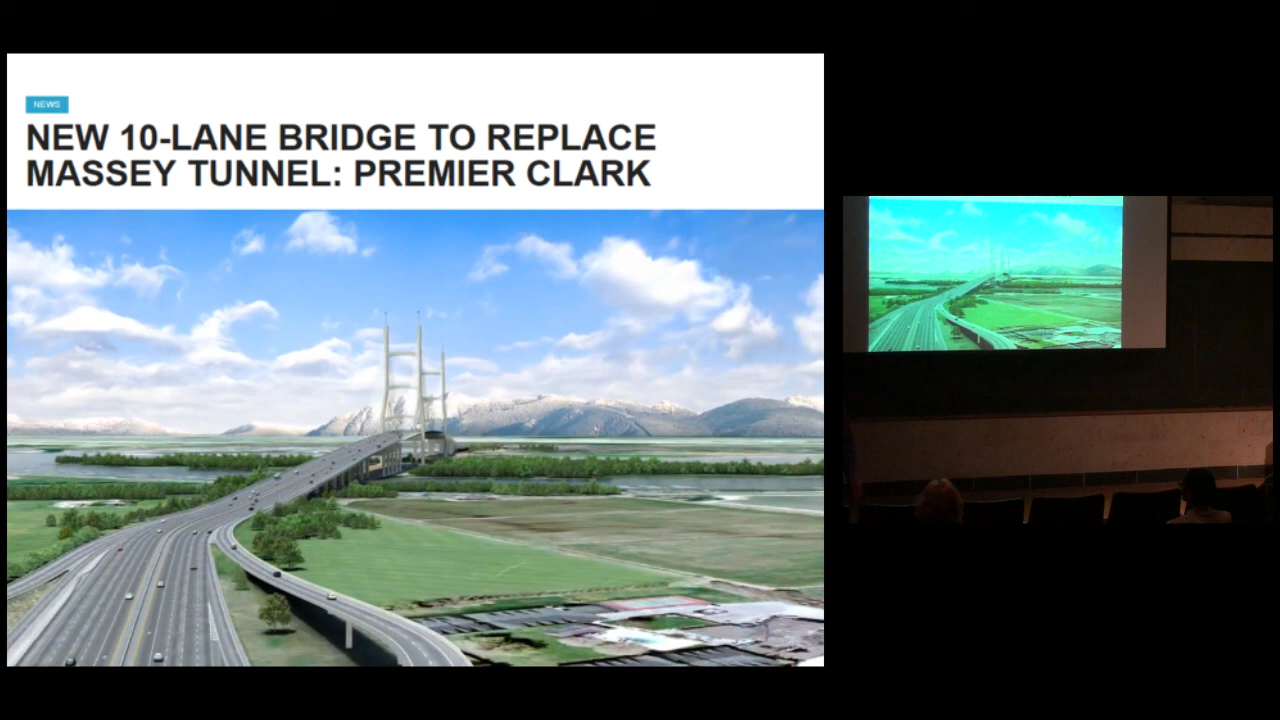 NEWS
NEW 10-LANE BRIDGE TO REPLACE
MASSEY TUNNEL: PREMIER CLARK